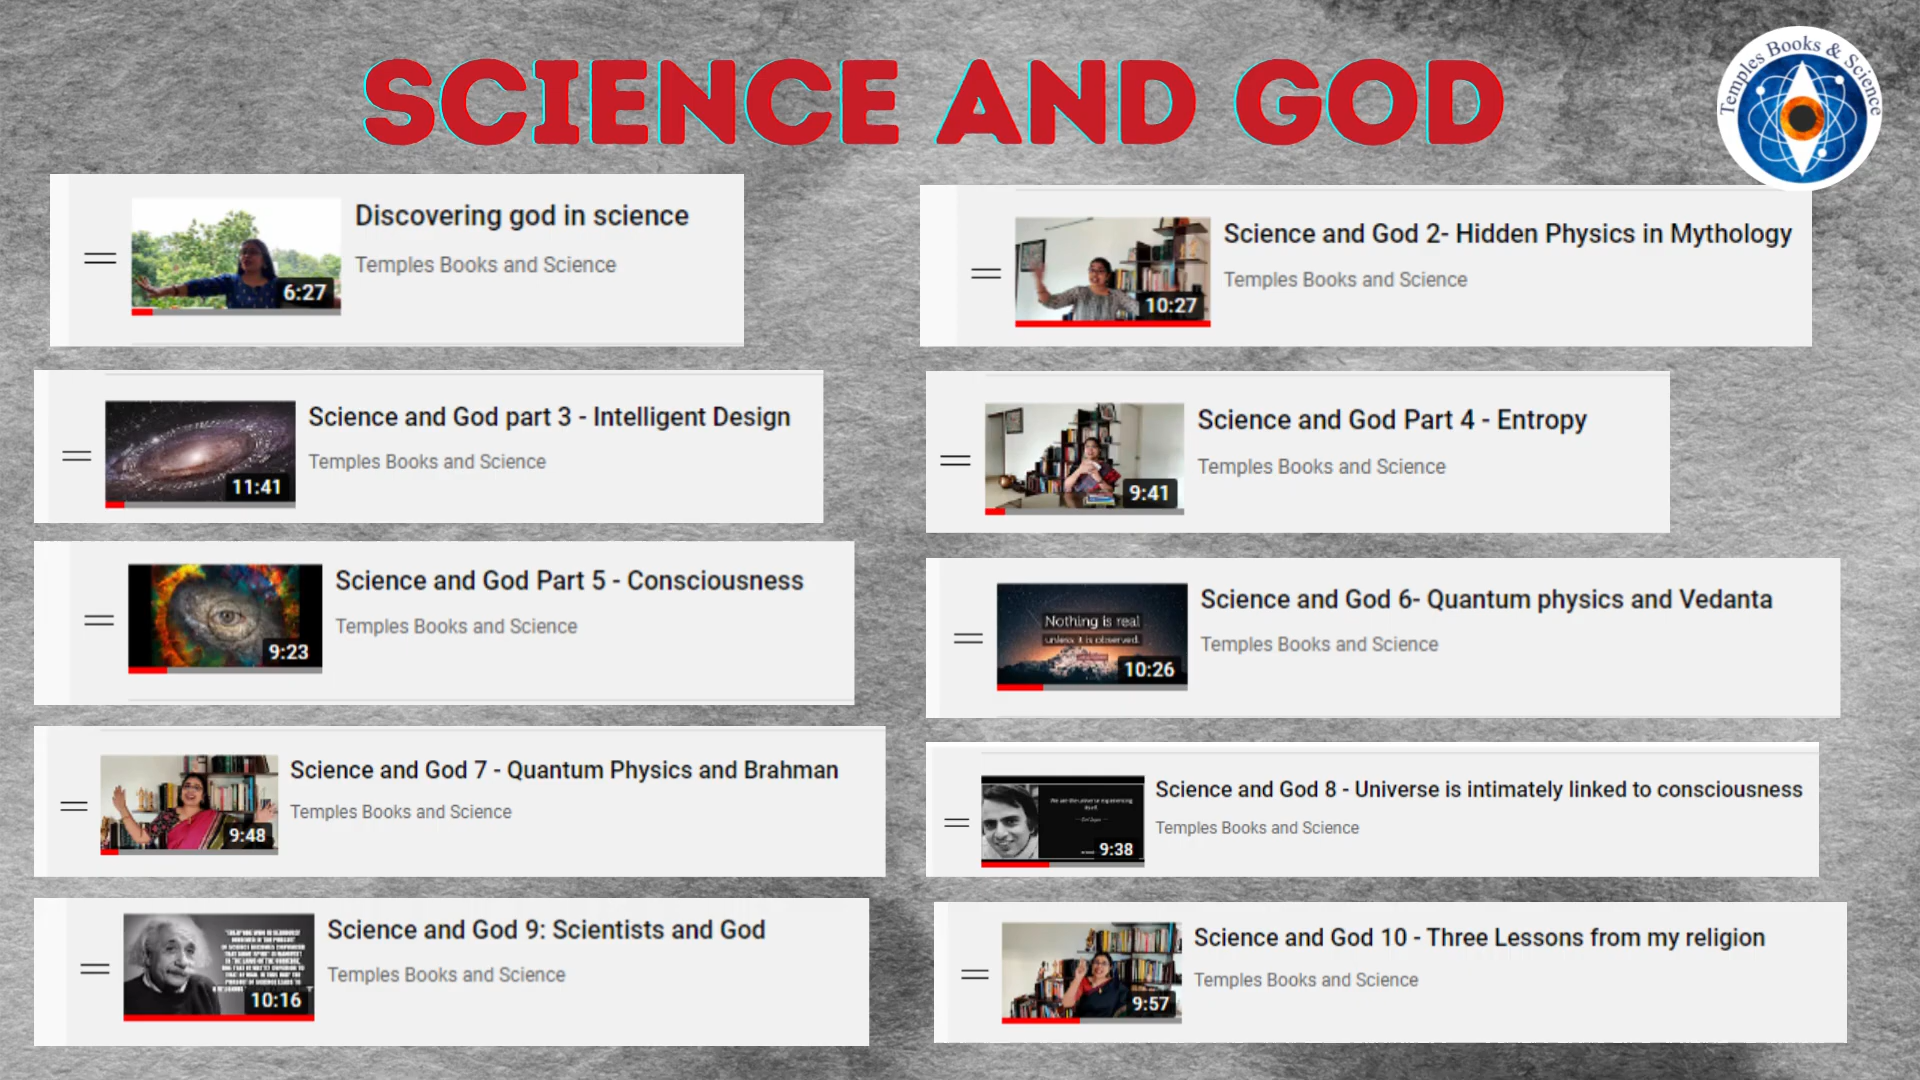 SCIENCE AND GOD
Temples Books & Science
Discovering god in science
Temples Books and Science
6:27
Science and God 2- Hidden Physics in Mythology
Temples Books and Science
10:27
Science and God part 3 - Intelligent Design
Temples Books and Science
11:41
Science and God Part 4 - Entropy
Temples Books and Science
9:41
Science and God Part 5 - Consciousness
Temples Books and Science
9:23
Science and God 6- Quantum physics and Vedanta
Temples Books and Science
Nothing is real
unless it is observed.
10:26
Science and God 7 - Quantum Physics and Brahman
Temples Books and Science
9:48
Science and God 8 - Universe is intimately linked to consciousness
Temples Books and Science
We are the universe experiencing
itself.
9:38
Science and God 9: Scientists and God
Temples Books and Science
10:16
Science and God 10 - Three Lessons from my religion
Temples Books and Science
9:57